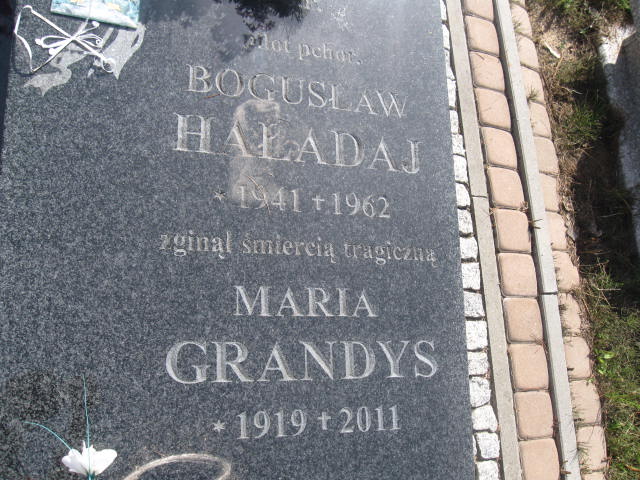 pchor.
BOGUSŁAW
HAŁADAJ
* 1941 + 1962
zginął śmiercią tragiczną
MARIA
GRANDYS
* 1919 + 2011